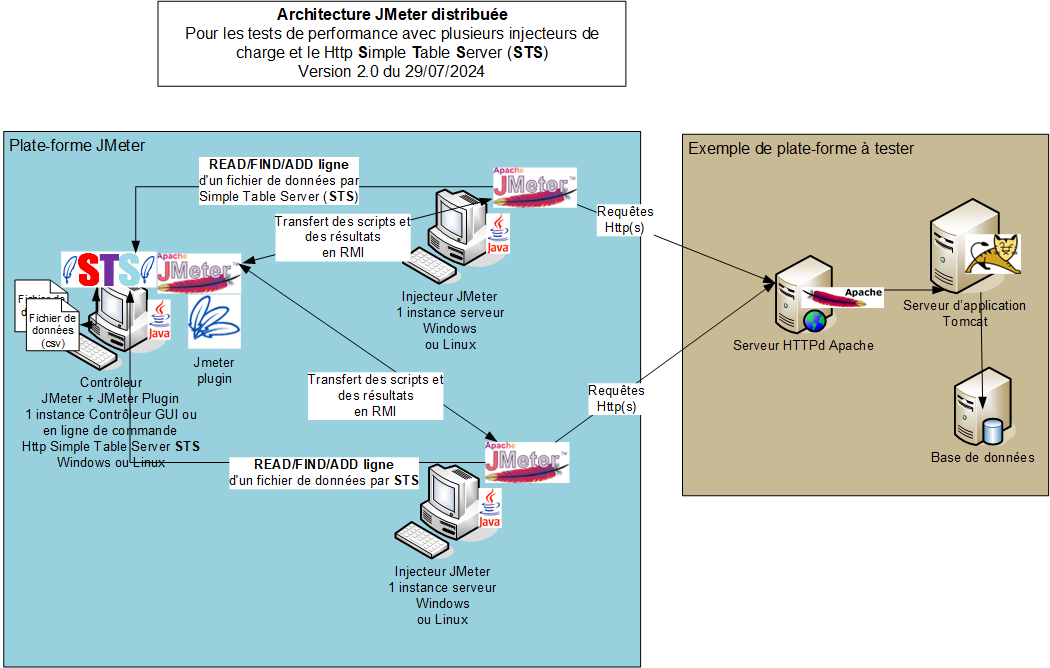 Architecture JMeter distribuée
Pour les tests de performance avec plusieurs injecteurs de
charge et le Http Simple Table Server (STS)
Version 2.0 du 29/07/2024
Plate-forme JMeter
READ/FIND/ADD ligne
d'un fichier de données par
Simple Table Server (STS)
Apache
JMeter™
Transfert des scripts et
des résultats
en RMI
Java
Injecteur JMeter
1 instance serveur
Windows
ou Linux
STS
Apache
JMeter™
Fichier de
Fichier de
données
(csv)
Java
Jmeter
plugin
Contrôleur
JMeter + JMeter Plugin
1 instance Contrôleur GUI ou
en ligne de commande
Http Simple Table Server STS
Windows ou Linux
Transfert des scripts et
des résultats
en RMI
READ/FIND/ADD ligne
d'un fichier de données par STS
Apache
JMeter™
Java
Injecteur JMeter
1 instance serveur
Windows
ou Linux
Requêtes
Http(s)
Requêtes
Http(s)
Exemple de plate-forme à tester
Apache
Serveur HTTPd Apache
Serveur d'application
Tomcat
Base de données